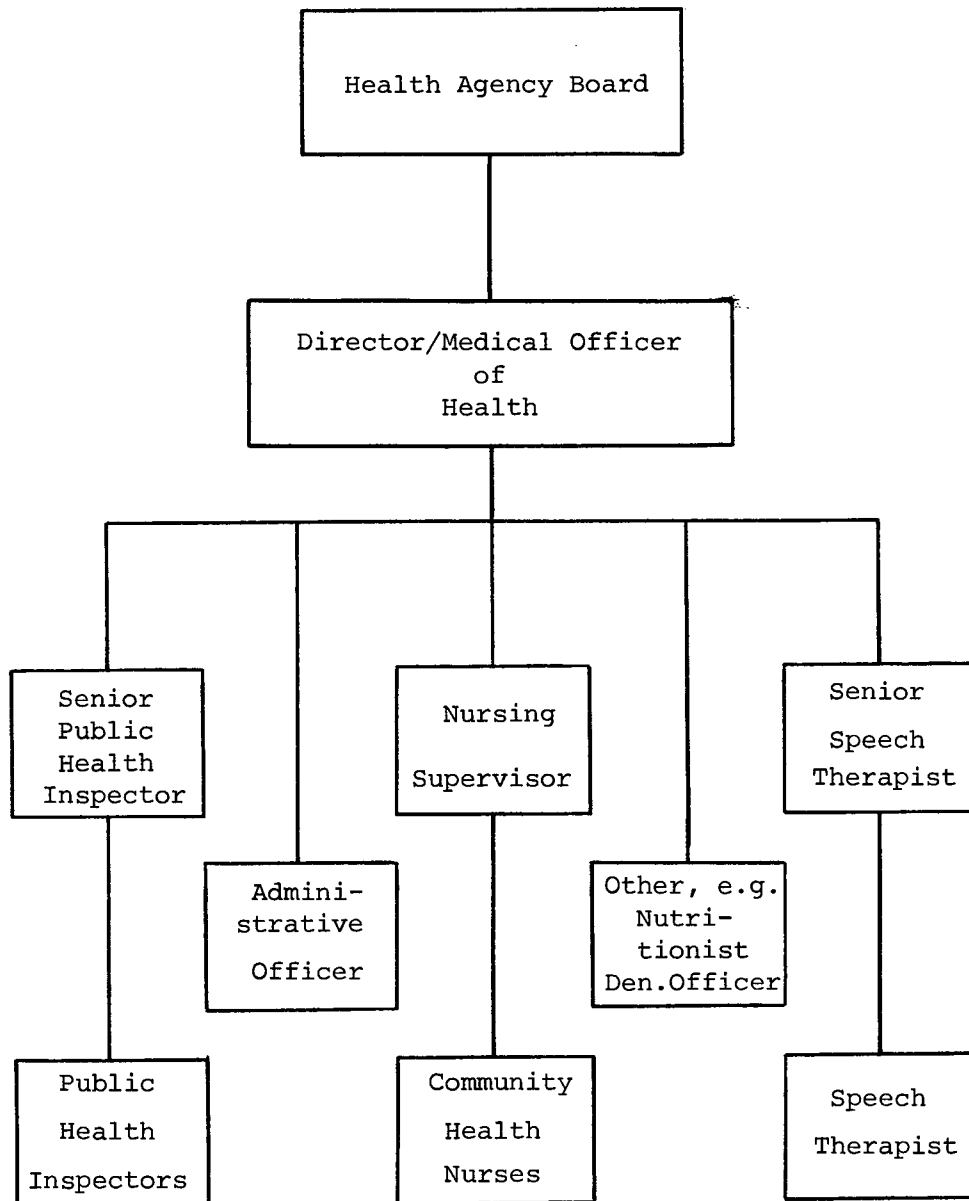 Health Agency Board
Director/Medical Officer
of
Health
Senior
Public
Health
Inspector
Nursing
Supervisor
Senior
Speech
Therapist
Admini-
strative
Officer
Other, e.g.
Nutri-
tionist
Den.Officer
Public
Health
Inspectors
Community
Health
Nurses
Speech
Therapist